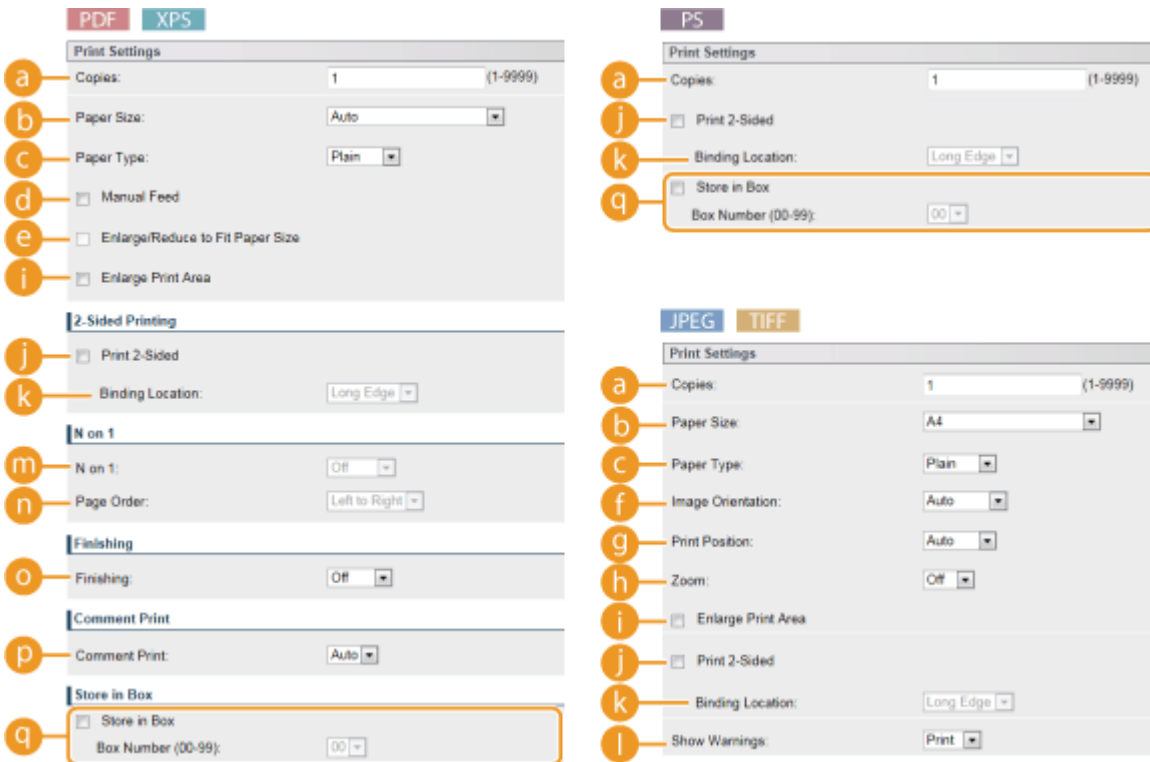 PDF XPS
Print Settings
a Copies: 1 (1-9999)
b Paper Size: Auto
c Paper Type: Plain
d Manual Feed
e Enlarge/Reduce to Fit Paper Size
i Enlarge Print Area
2-Sided Printing
j Print 2-Sided
k Binding Location: Long Edge
N on 1
m N on 1: Off
n Page Order: Left to Right
Finishing
o Finishing: Off
Comment Print
p Comment Print: Auto
Store in Box
q Store in Box
Box Number (00-99): 00
PS
Print Settings
a Copies: 1 (1-9999)
j Print 2-Sided
k Binding Location: Long Edge
q Store in Box
Box Number (00-99): 00
JPEG TIFF
Print Settings
a Copies: 1 (1-9999)
b Paper Size: A4
c Paper Type: Plain
f Image Orientation: Auto
g Print Position: Auto
h Zoom: Off
i Enlarge Print Area
j Print 2-Sided
k Binding Location: Long Edge
l Show Warnings: Print